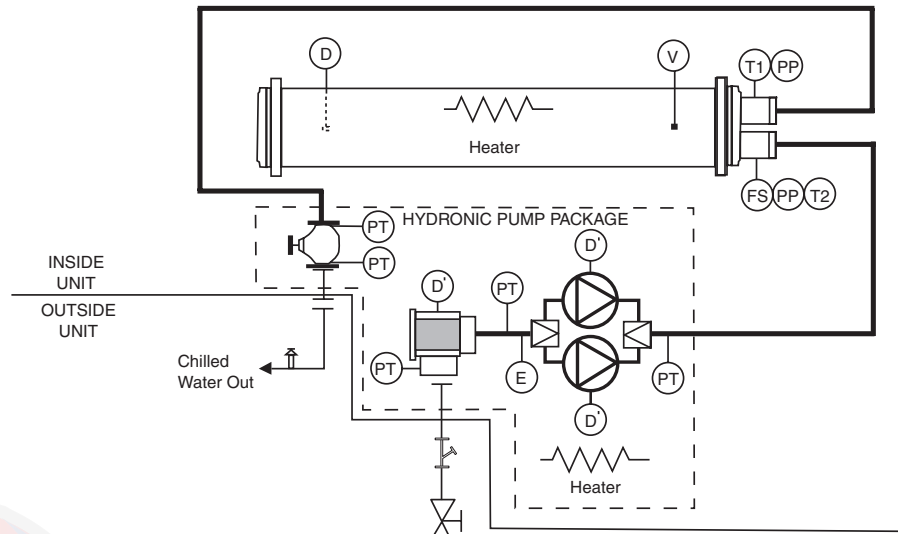 D
V
T1
PP
Heater
FS
PP
T2
HYDRONIC PUMP PACKAGE
PT
PT
D'
INSIDE
UNIT
OUTSIDE
UNIT
D'
PT
Chilled
Water Out
PT
E
PT
D'
Heater